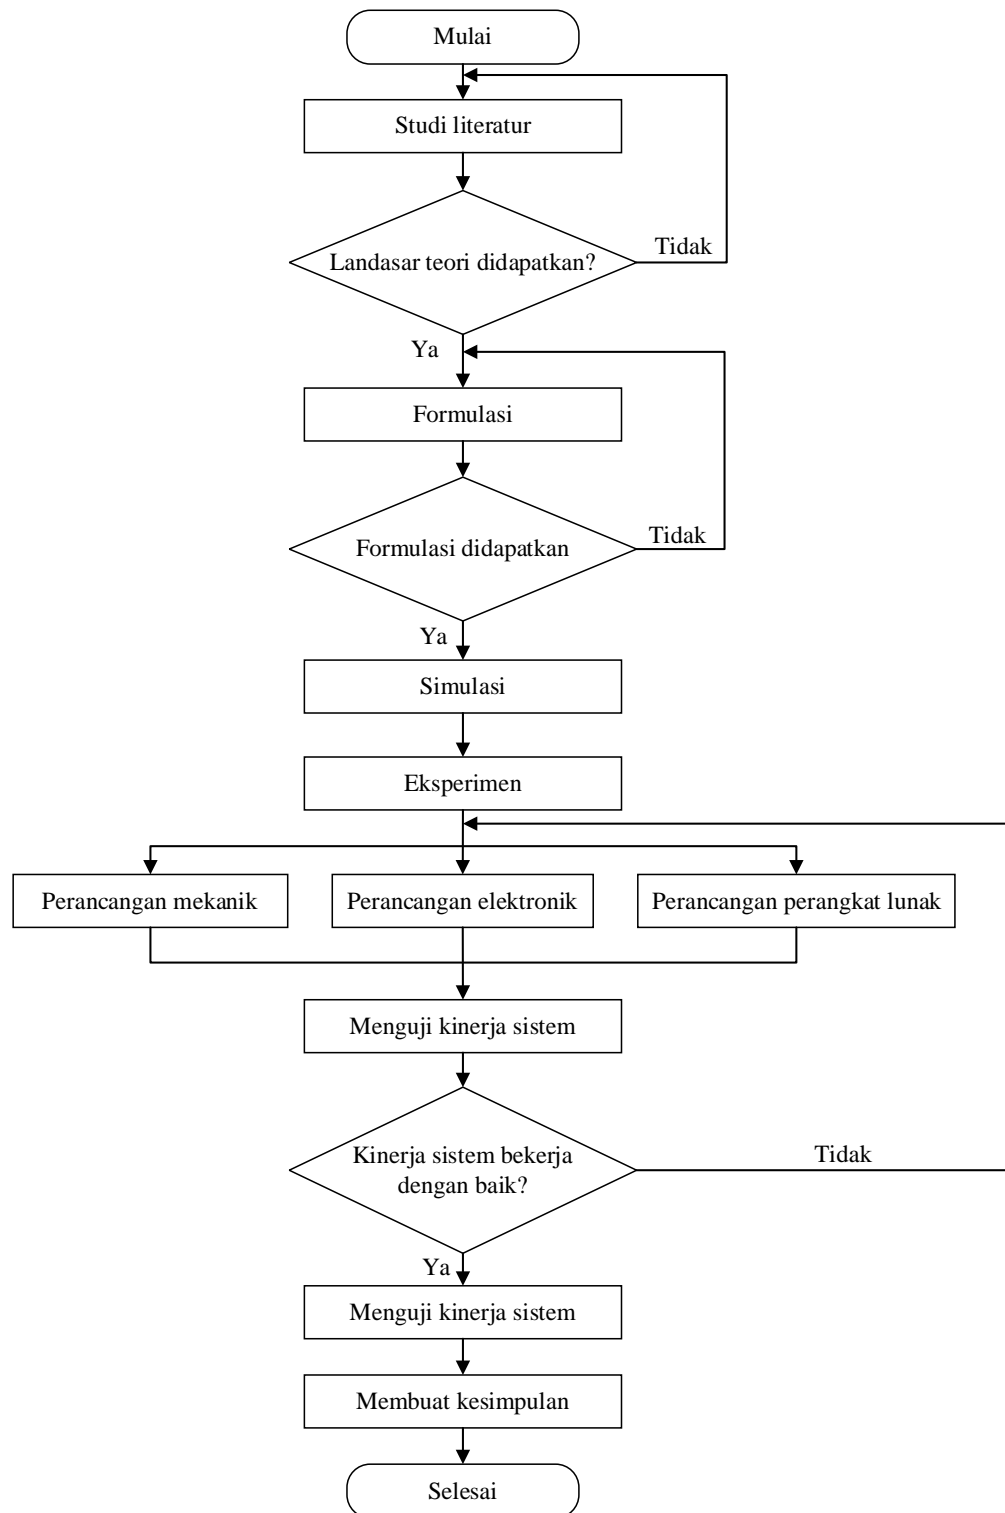 Mulai
Studi literatur
Landasar teori didapatkan?
Tidak
Ya
Formulasi
Formulasi didapatkan
Tidak
Ya
Simulasi
Eksperimen
Perancangan mekanik
Perancangan elektronik
Perancangan perangkat lunak
Menguji kinerja sistem
Kinerja sistem bekerja
dengan baik?
Tidak
Ya
Menguji kinerja sistem
Membuat kesimpulan
Selesai